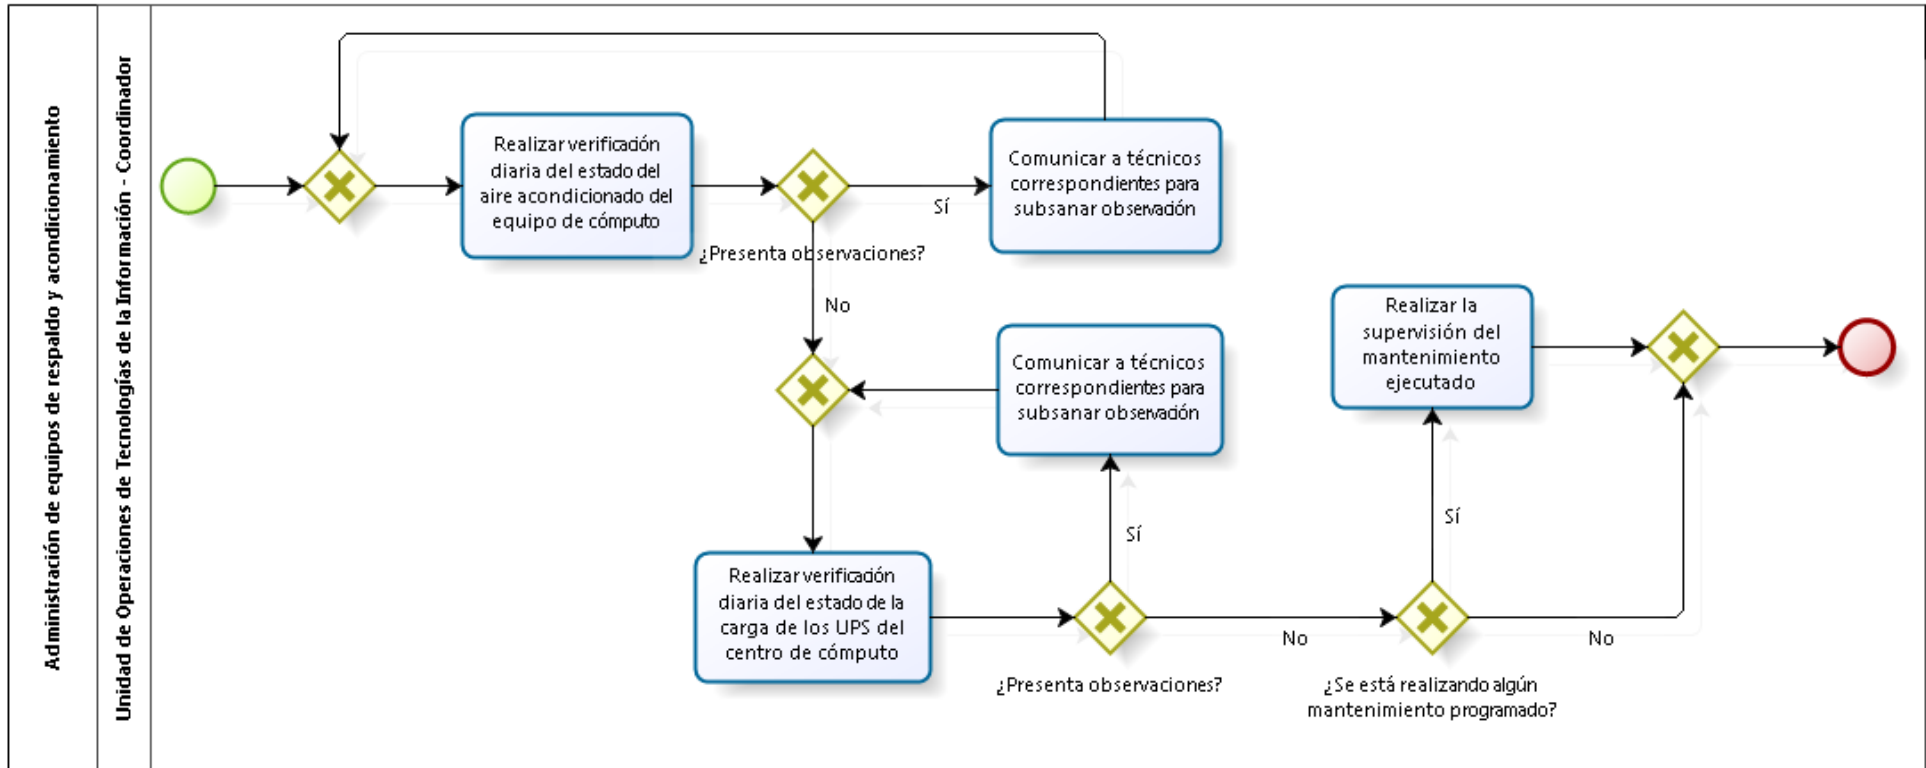 Administración de equipos de respaldo y acondicionamiento
Unidad de Operaciones de Tecnologías de la Información - Coordinador
Realizar verificación
diaria del estado del
aire acondicionado del
equipo de cómputo
¿Presenta observaciones?
Sí
Comunicar a técnicos
correspondientes para
subsanar observación
No
Comunicar a técnicos
correspondientes para
subsanar observación
Realizar verificación
diaria del estado de la
carga de los UPS del
centro de cómputo
¿Presenta observaciones?
Sí
No
¿Se está realizando algún
mantenimiento programado?
Sí
No
Realizar la
supervisión del
mantenimiento
ejecutado